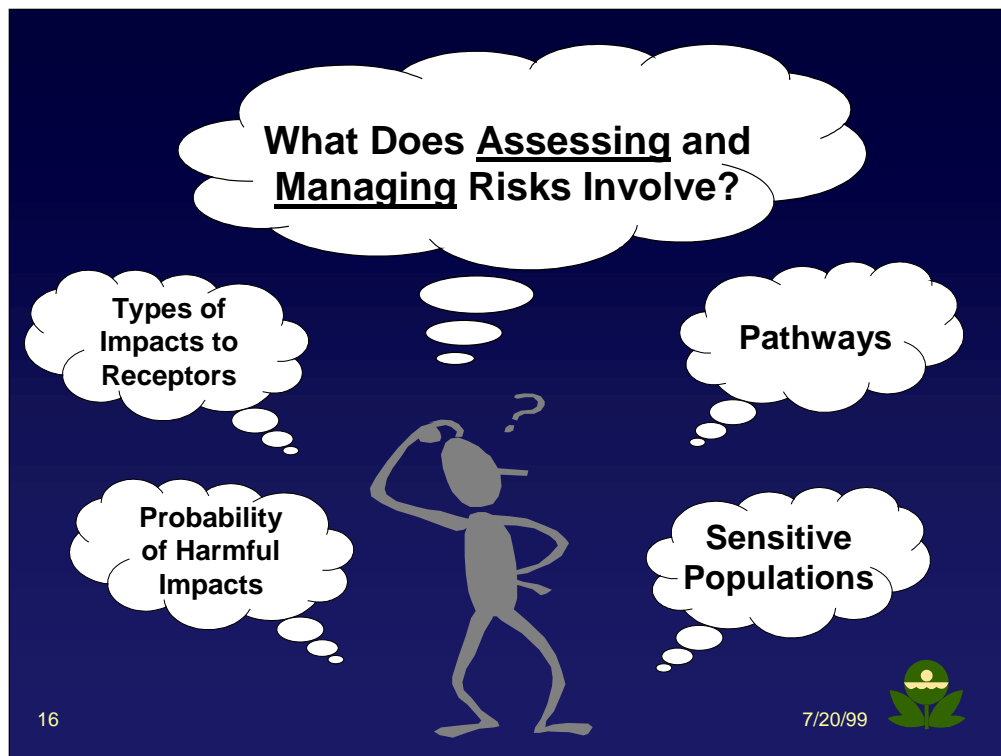 What Does Assessing and
Managing Risks Involve?
Types of
Impacts to
Receptors
Pathways
?
Probability
of Harmful
Impacts
Sensitive
Populations
16
7/20/99